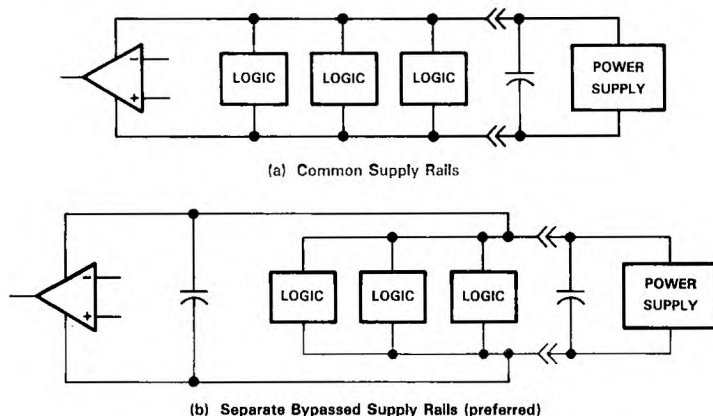 LOGIC LOGIC LOGIC POWER SUPPLY
- +
(a) Common Supply Rails
LOGIC LOGIC LOGIC POWER SUPPLY
- +
(b) Separate Bypassed Supply Rails (preferred)